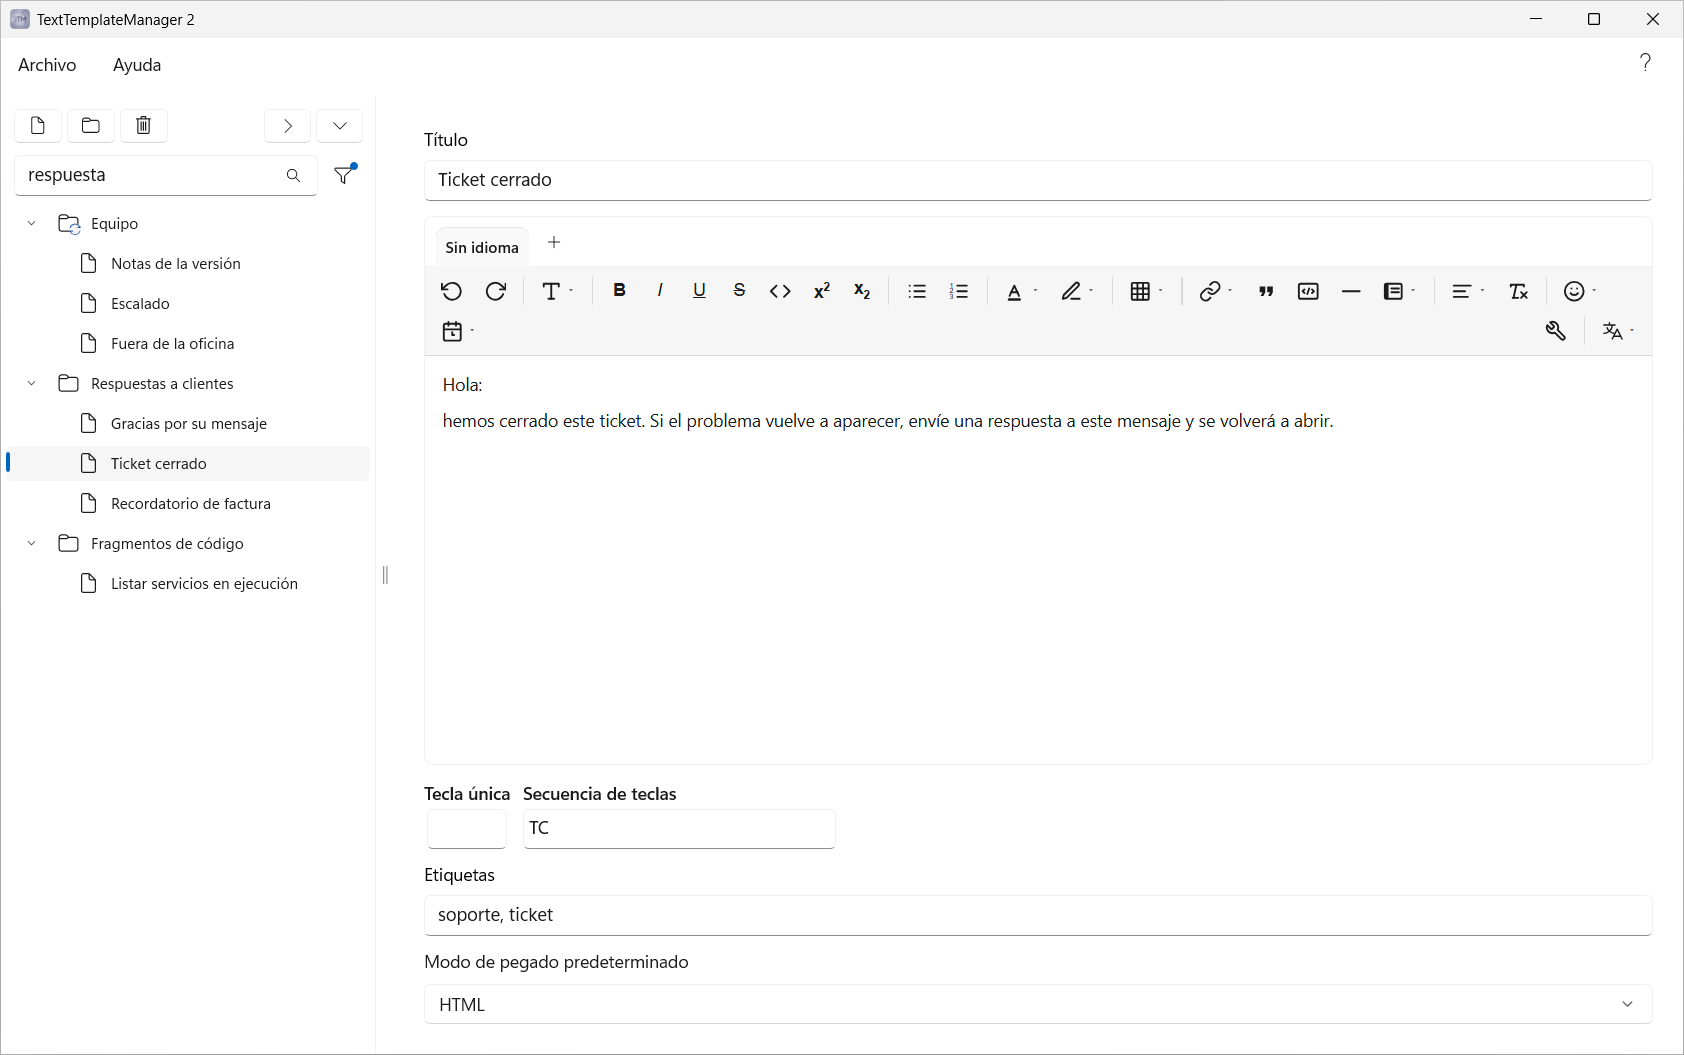 TextTemplateManager 2
Archivo Ayuda
respuesta
Equipo
Notas de la versión
Escalado
Fuera de la oficina
Respuestas a clientes
Gracias por su mensaje
Ticket cerrado
Recordatorio de factura
Fragmentos de código
Listar servicios en ejecución
Título
Ticket cerrado
Sin idioma
Hola:
hemos cerrado este ticket. Si el problema vuelve a aparecer, envíe una respuesta a este mensaje y se volverá a abrir.
Tecla única Secuencia de teclas
TC
Etiquetas
soporte, ticket
Modo de pegado predeterminado
HTML